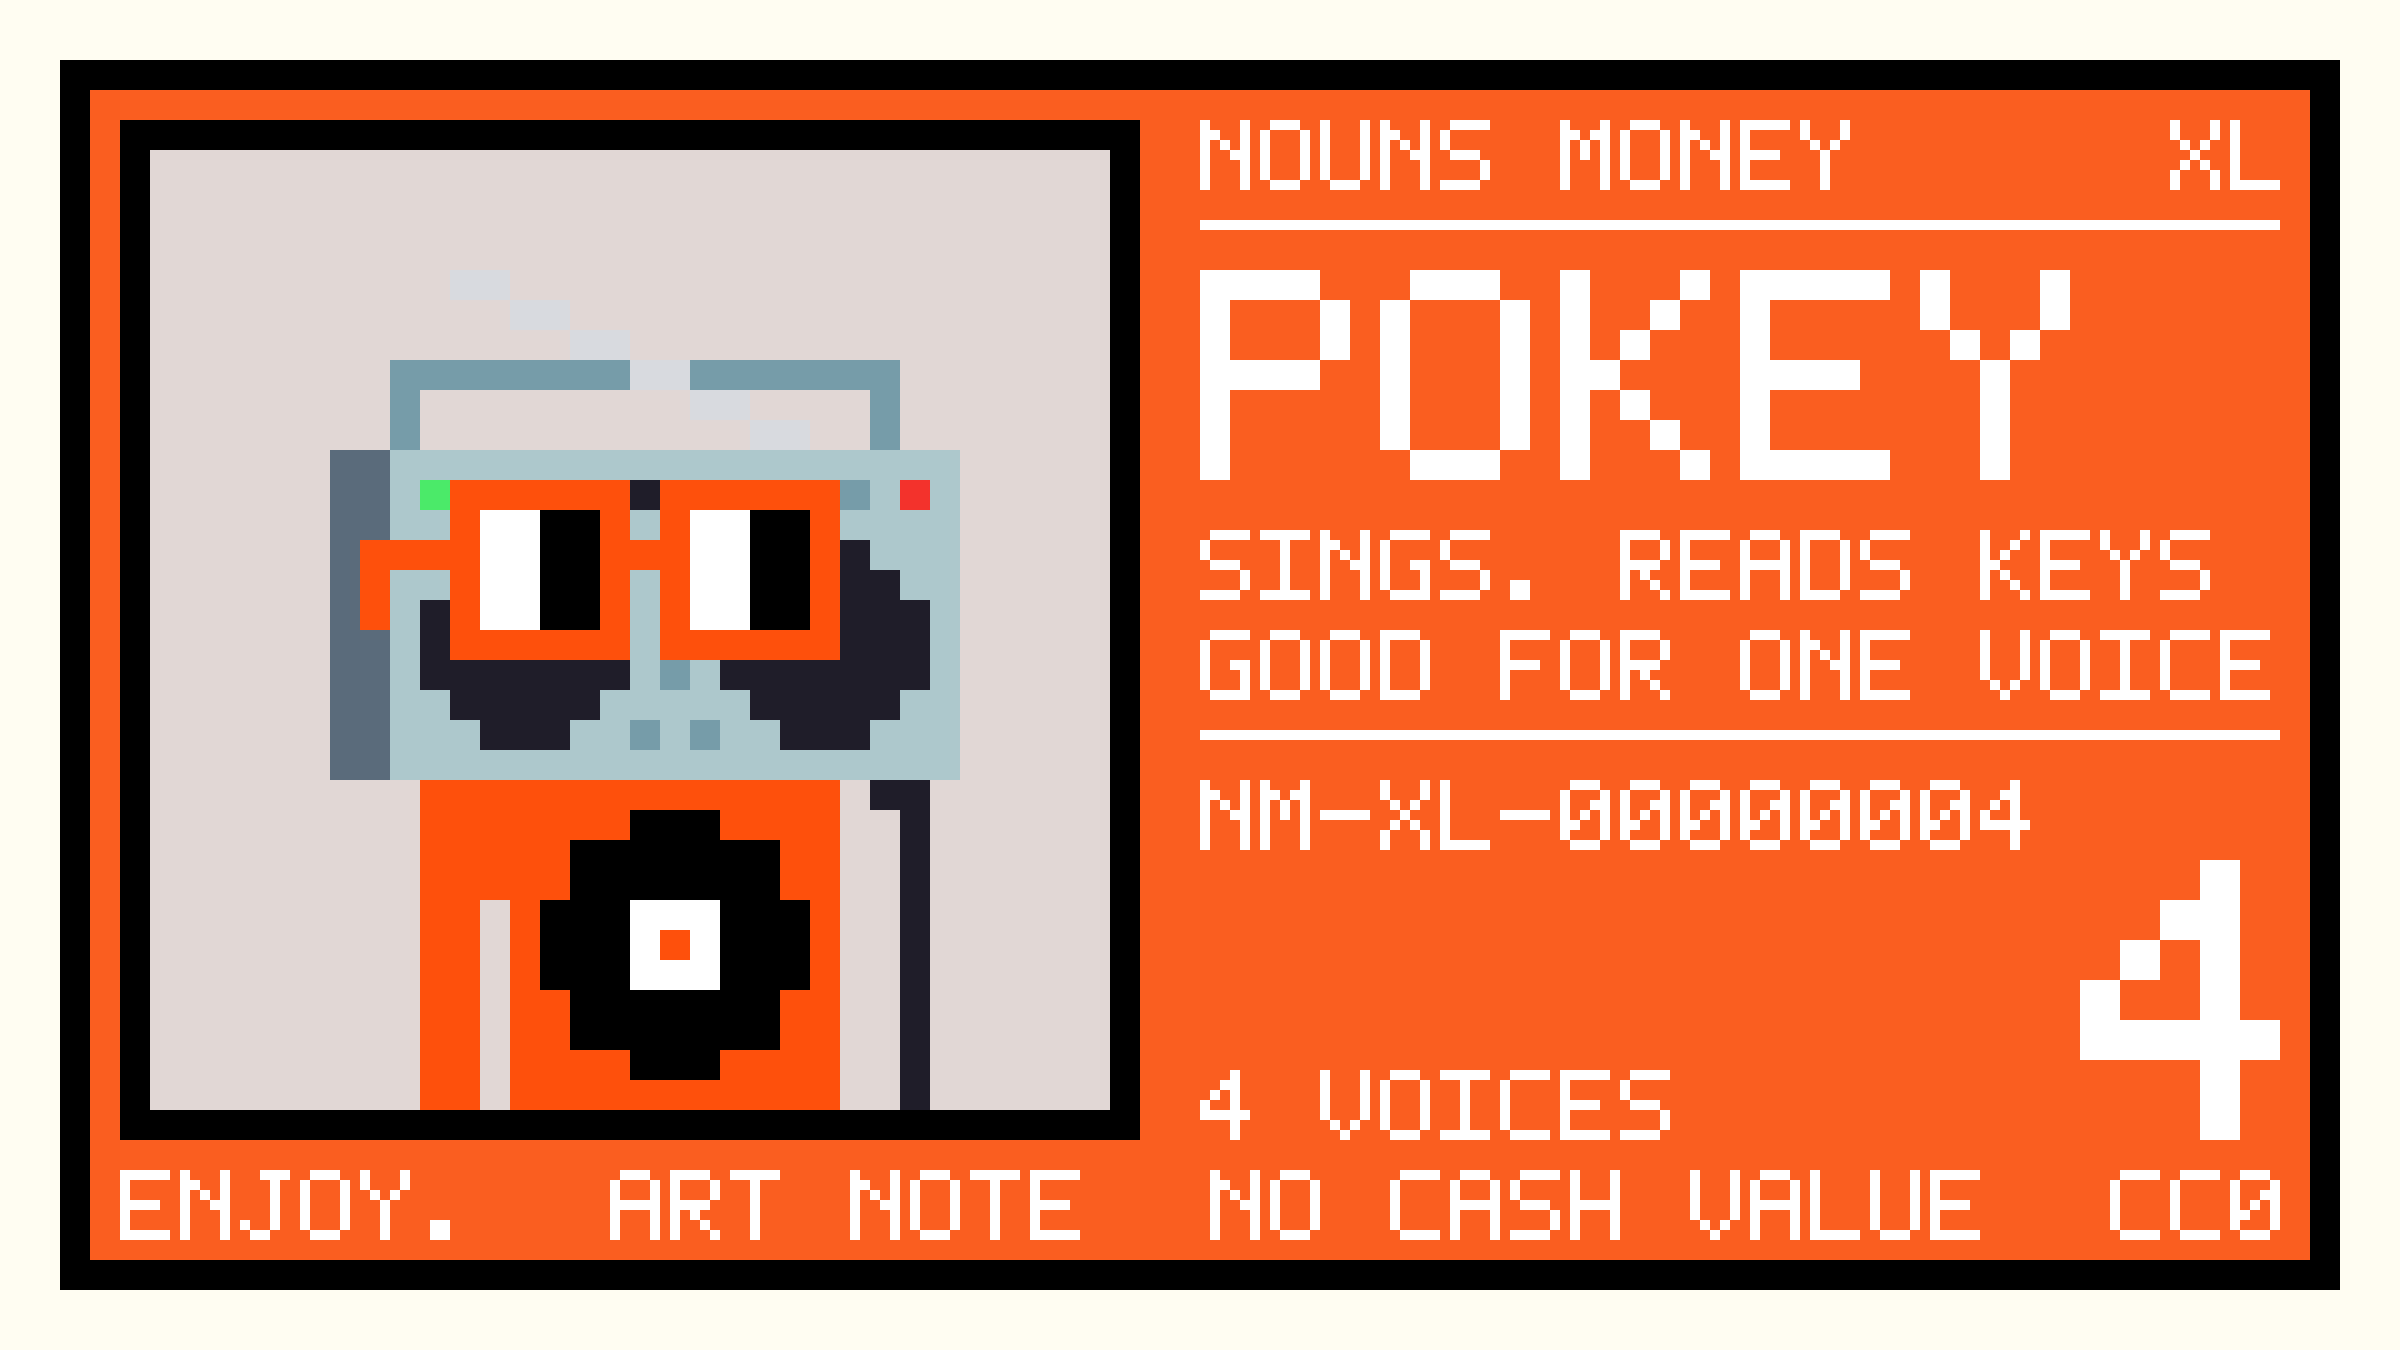 NOUNS MONEY XL
POKEY
SINGS. READS KEYS
GOOD FOR ONE VOICE
NM-XL-00000004
4
4 VOICES
ENJOY. ART NOTE NO CASH VALUE CC0